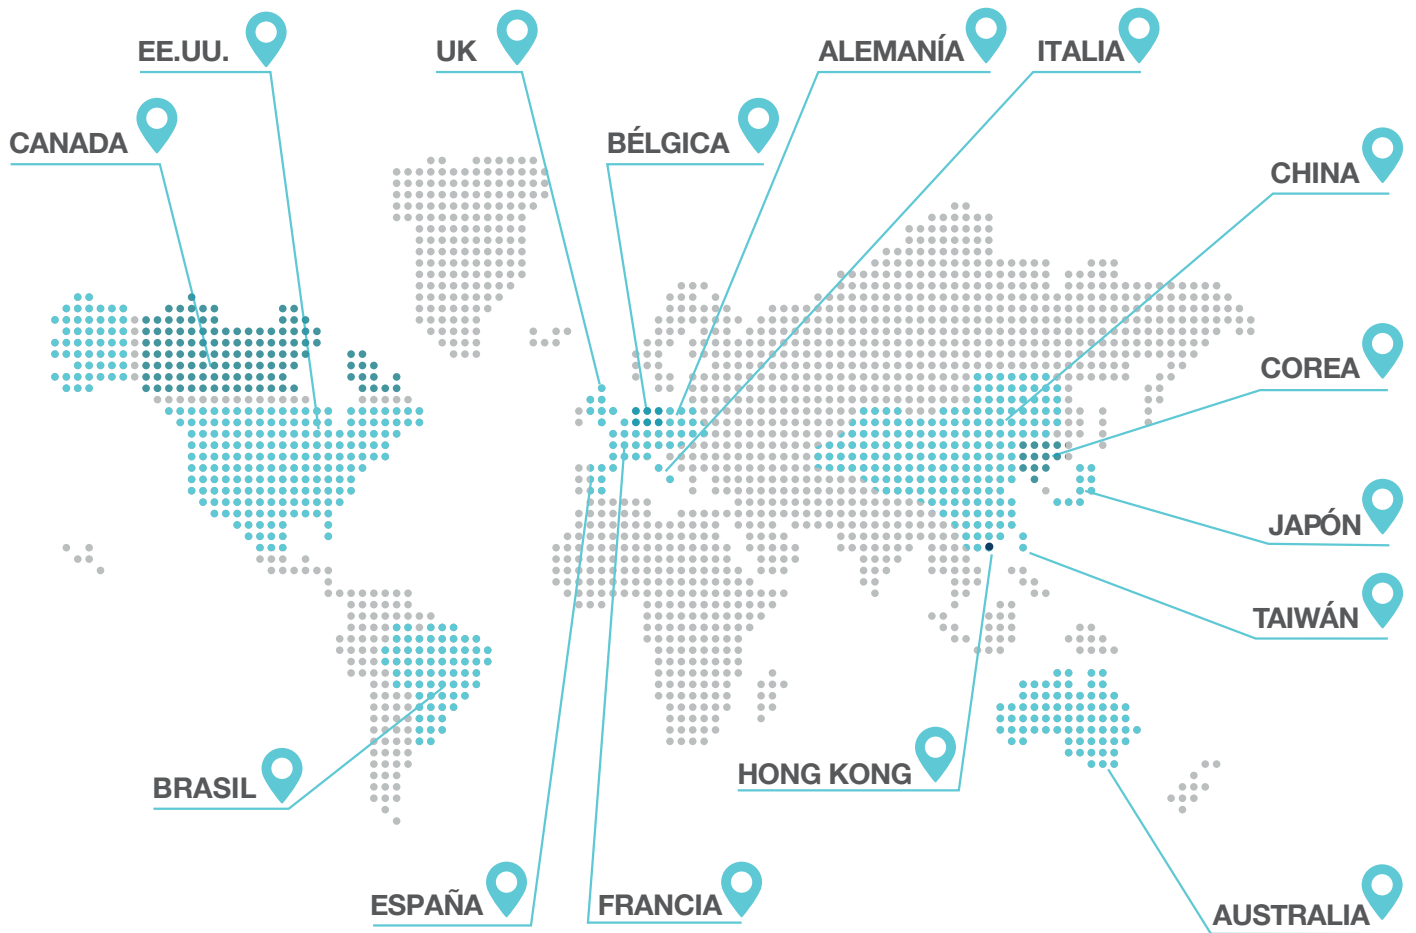 EE.UU.
UK
ALEMANÍA
ITALIA
CANADA
BÉLGICA
CHINA
COREA
JAPÓN
TAIWÁN
HONG KONG
BRASIL
ESPAÑA
FRANCIA
AUSTRALIA